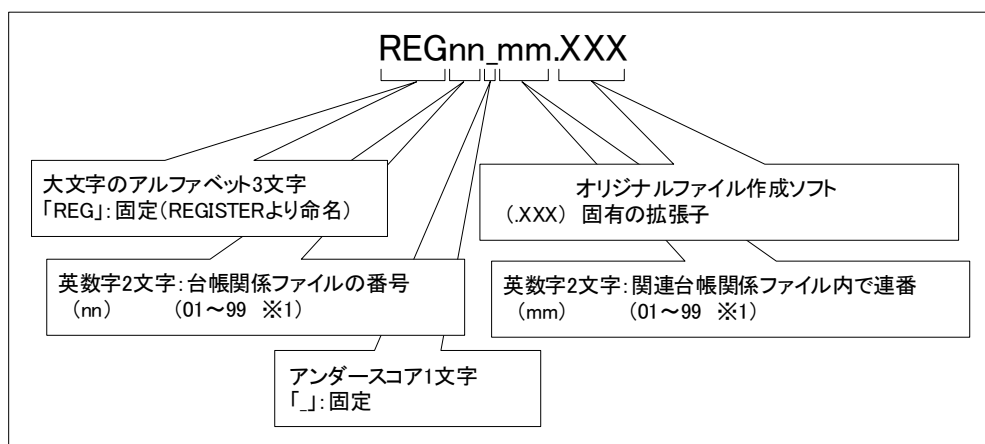 REGnn_mm.XXX
大文字のアルファベット3文字
「REG」:固定(REGISTERより命名)
オリジナルファイル作成ソフト
(.XXX) 固有の拡張子
英数字2文字:台帳関係ファイルの番号
(nn) (01～99 ※1)
英数字2文字:関連台帳関係ファイル内で連番
(mm) (01～99 ※1)
アンダースコア1文字
「_」:固定